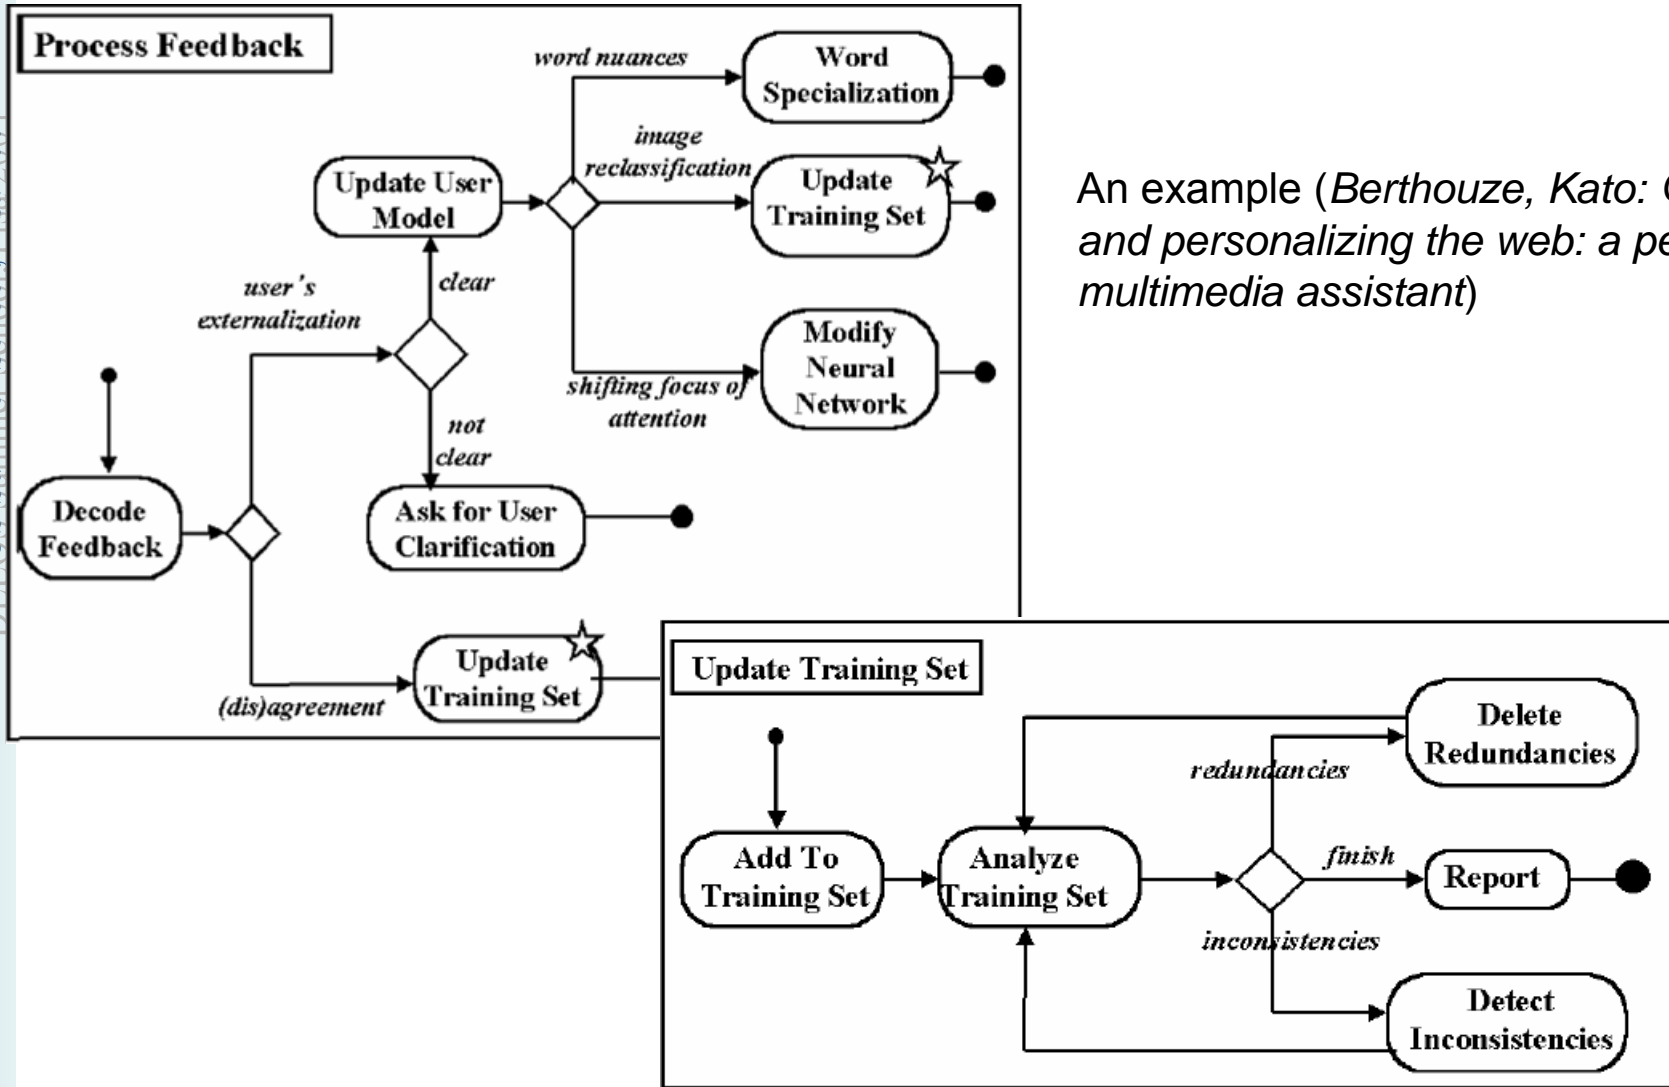 Process Feedback
word nuances
Word
Specialization
image
reclassification
Update
Training Set
Update User
Model
clear
user's
externalization
Modify
Neural
Network
shifting focus of
attention
not
clear
Decode
Feedback
Ask for User
Clarification
Update
Training Set
(dis)agreement
An example (Berthouze, Kato:
and personalizing the web: a
multimedia assistant)
Update Training Set
Delete
Redundancies
redundancies
Add To
Training Set
Analyze
Training Set
finish
Report
inconsistencies
Detect
Inconsistencies